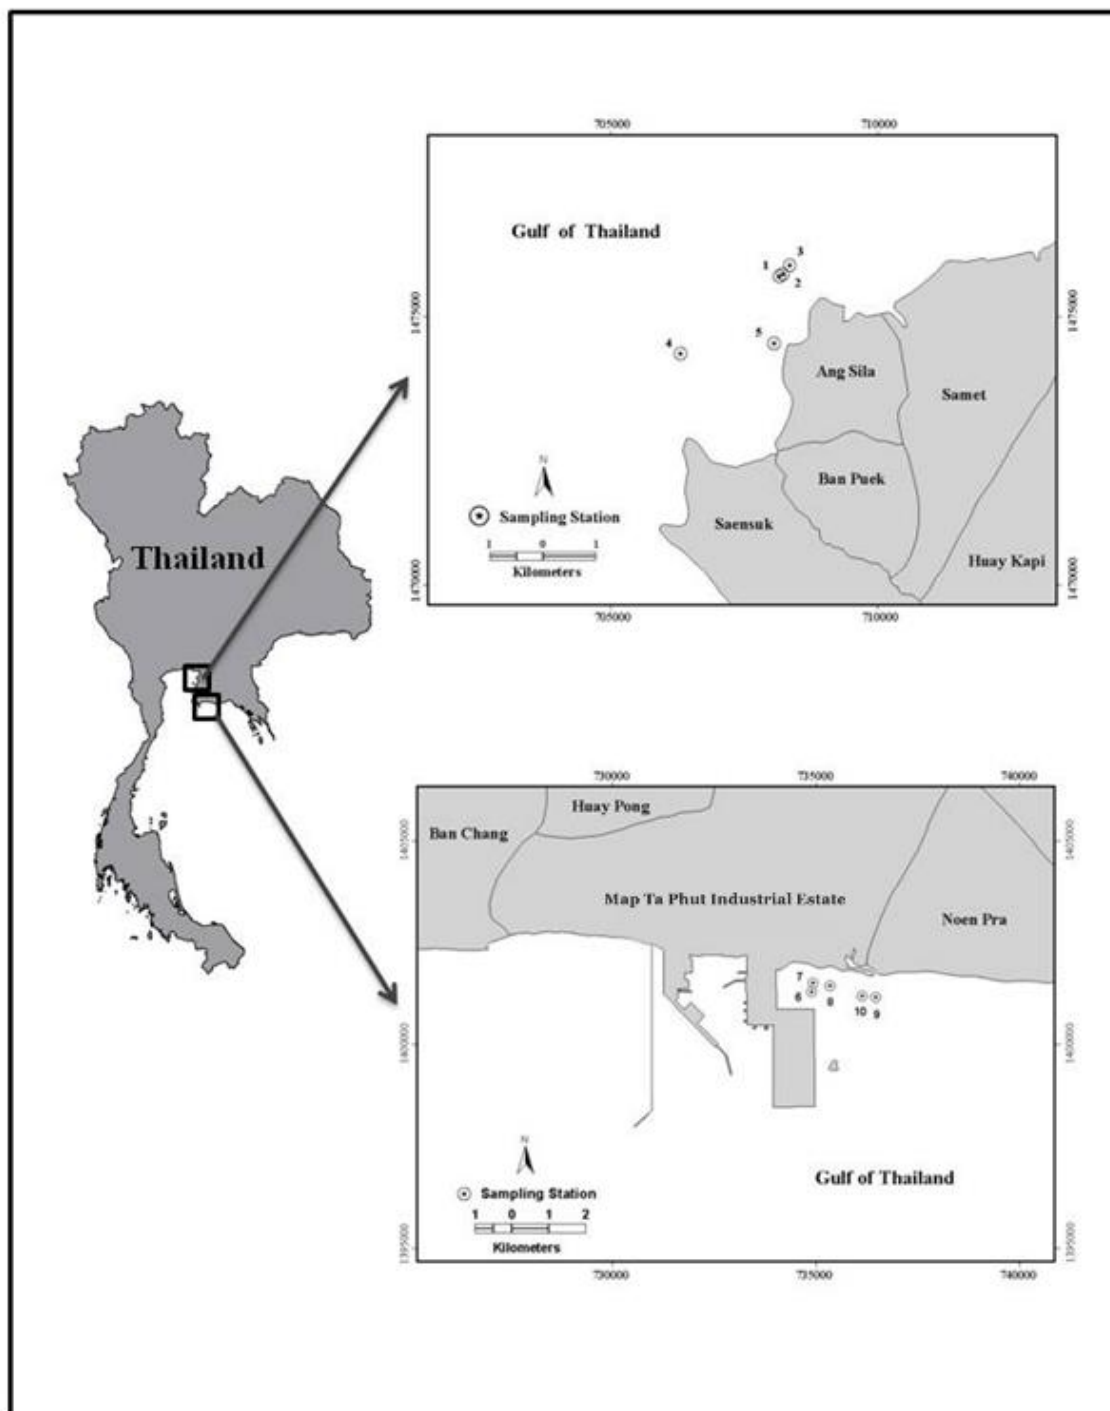 Thailand
705000 710000
Gulf of Thailand
3
1
2
1475000
1475000
5
4
Ang Sila
Samet
N
Ban Puek
Sampling Station
Saensuk
1 0 1
Kilometers
Huay Kapi
1470000
1470000
705000 710000
730000 735000 740000
Huay Pong
Ban Chang
1405000
1405000
Map Ta Phut Industrial Estate
Noen Pra
7
6 8
10 9
1400000
1400000
N
Gulf of Thailand
Sampling Station
1 0 1 2
Kilometers
1395000
1395000
730000 735000 740000